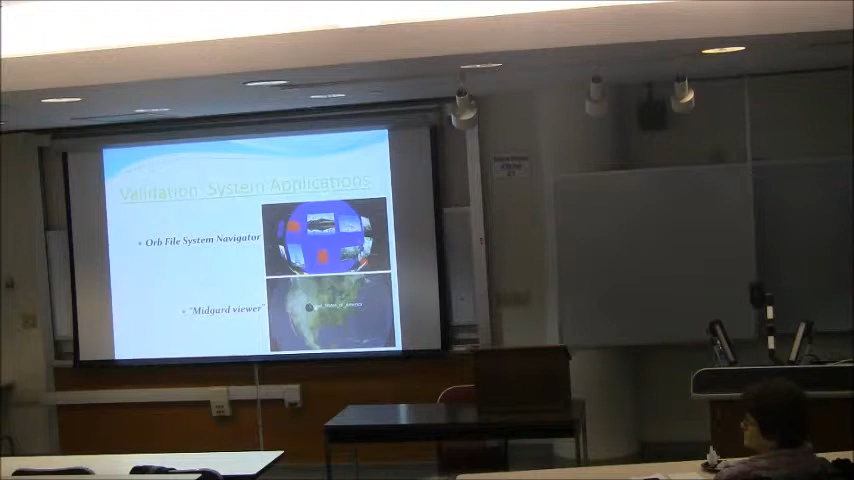 Validation: System Applications
• Orb File System Navigator
• "Midgard viewer"